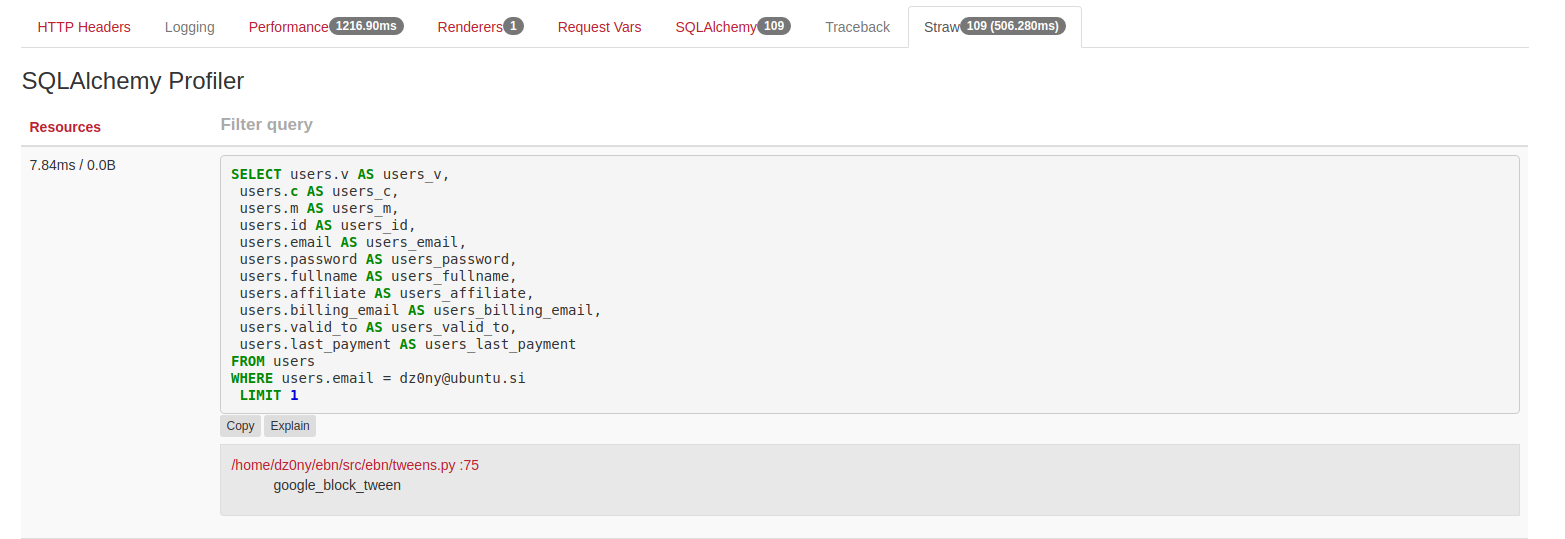 HTTP Headers Logging Performance 1216.90ms Renderers 1 Request Vars SQLAlchemy 109 Traceback Straw 109 (506.280ms)
SQLAlchemy Profiler
Resources Filter query
7.84ms / 0.0B
SELECT users.v AS users_v,
users.c AS users_c,
users.m AS users_m,
users.id AS users_id,
users.email AS users_email,
users.password AS users_password,
users.fullname AS users_fullname,
users.affiliate AS users_affiliate,
users.billing_email AS users_billing_email,
users.valid_to AS users_valid_to,
users.last_payment AS users_last_payment
FROM users
WHERE users.email = dz0ny@ubuntu.si
LIMIT 1
Copy Explain
/home/dz0ny/ebn/src/ebn/tweens.py :75
google_block_tween